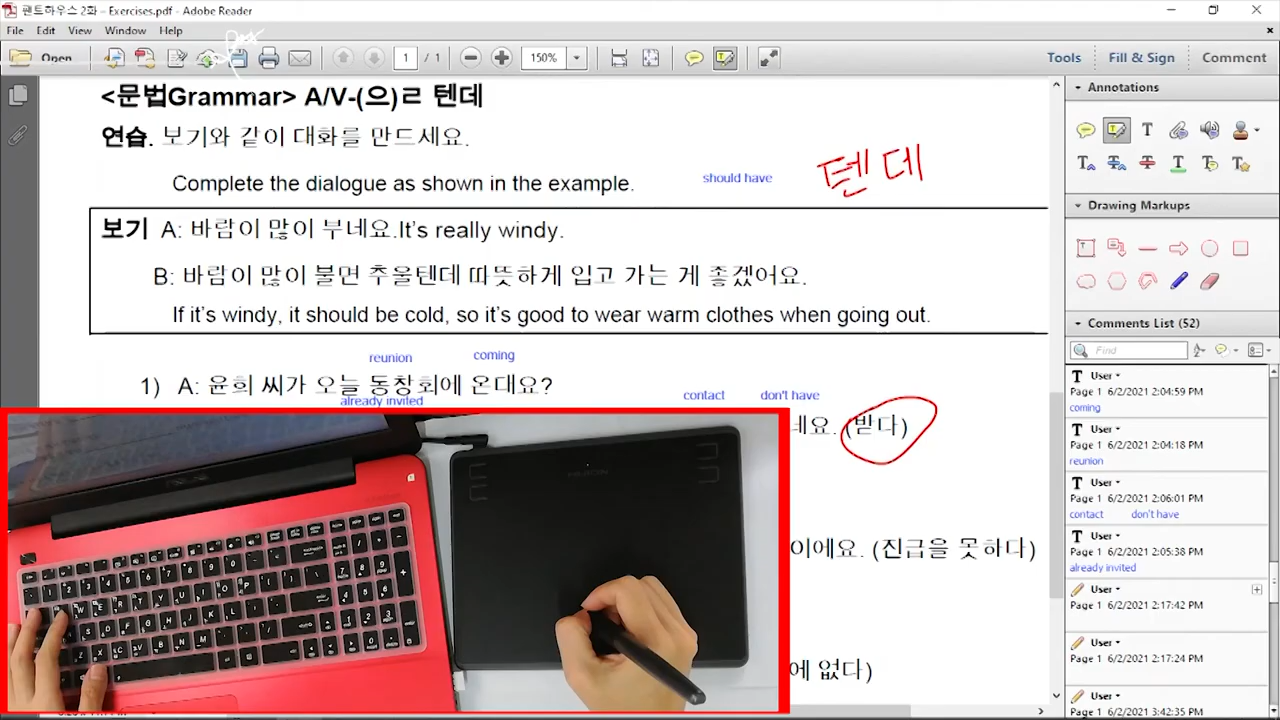 펜트하우스 2화 – Exercises.pdf - Adobe Reader
File Edit View Window Help
Open 1 / 1 150% Tools Fill & Sign Comment
<문법Grammar> A/V-(으)ㄹ 텐데
연습. 보기와 같이 대화를 만드세요.
Complete the dialogue as shown in the example.
should have
텐데
보기 A: 바람이 많이 부네요.It's really windy.
B: 바람이 많이 불면 추울텐데 따뜻하게 입고 가는 게 좋겠어요.
If it's windy, it should be cold, so it's good to wear warm clothes when going out.
reunion coming
1) A: 윤희 씨가 오늘 동창회에 온대요?
already invited contact don't have
네요. (받다)
이에요. (진급을 못하다)
에 없다)
Annotations
Drawing Markups
Comments List (52)
Find
User
Page 1 6/2/2021 2:04:59 PM
coming
User
Page 1 6/2/2021 2:04:18 PM
reunion
User
Page 1 6/2/2021 2:06:01 PM
contact don't have
User
Page 1 6/2/2021 2:05:38 PM
already invited
User
Page 1 6/2/2021 2:17:42 PM
User
Page 1 6/2/2021 2:17:24 PM
User
Page 1 6/2/2021 3:42:35 PM